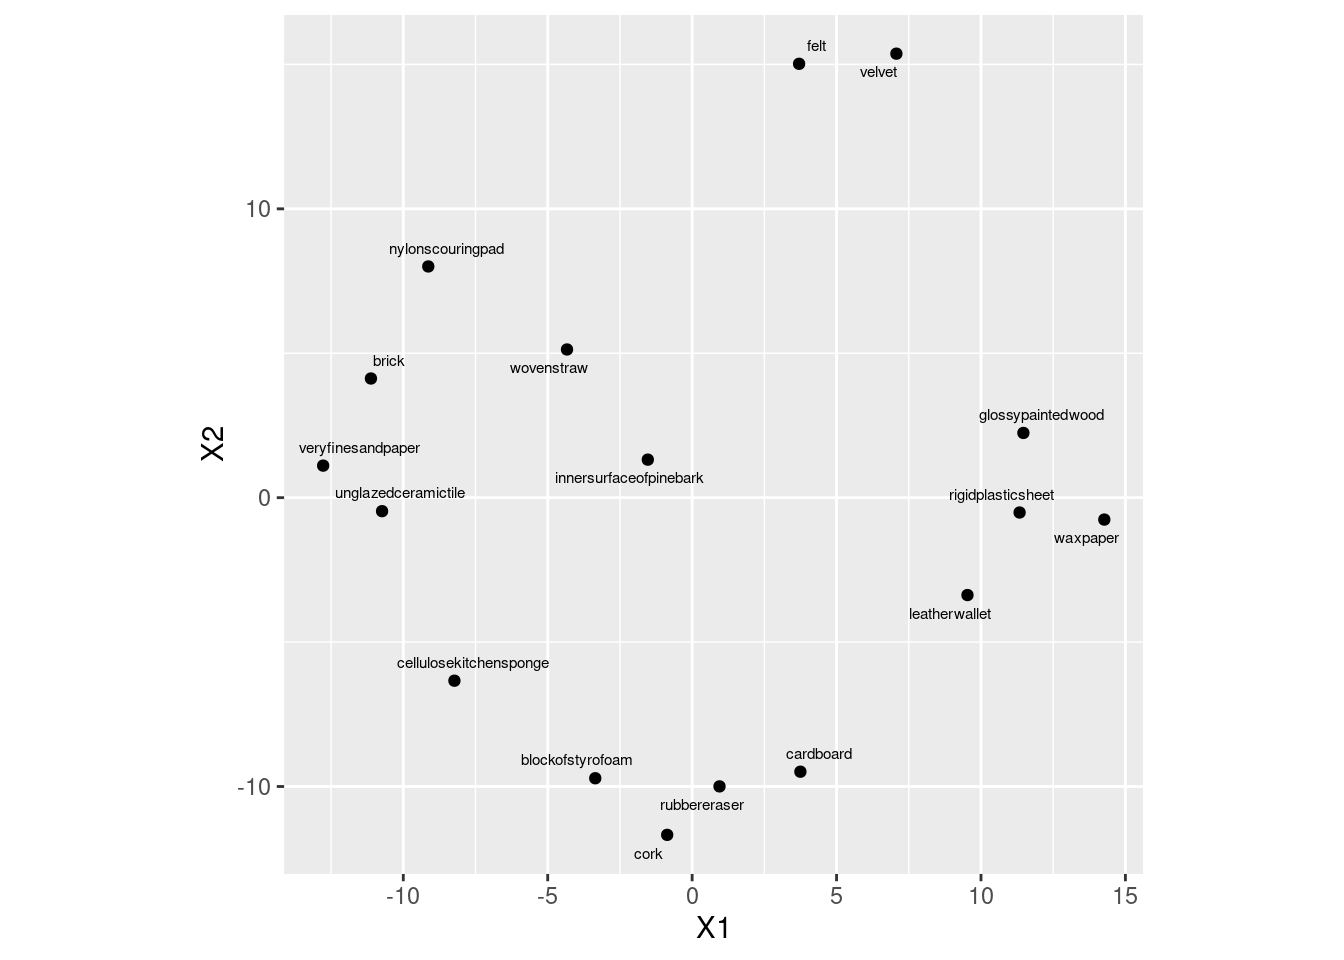 felt
velvet
10
nylonscouringpad
brick
wovenstraw
glossypaintedwood
X2
veryfinesandpaper
innersurfaceofpinebark
unglazedceramictile
0
rigidplasticsheet
waxpaper
leatherwallet
cellulosekitchensponge
blockofstyrofoam
cardboard
-10
rubbereraser
cork
-10 -5 0 5 10 15
X1